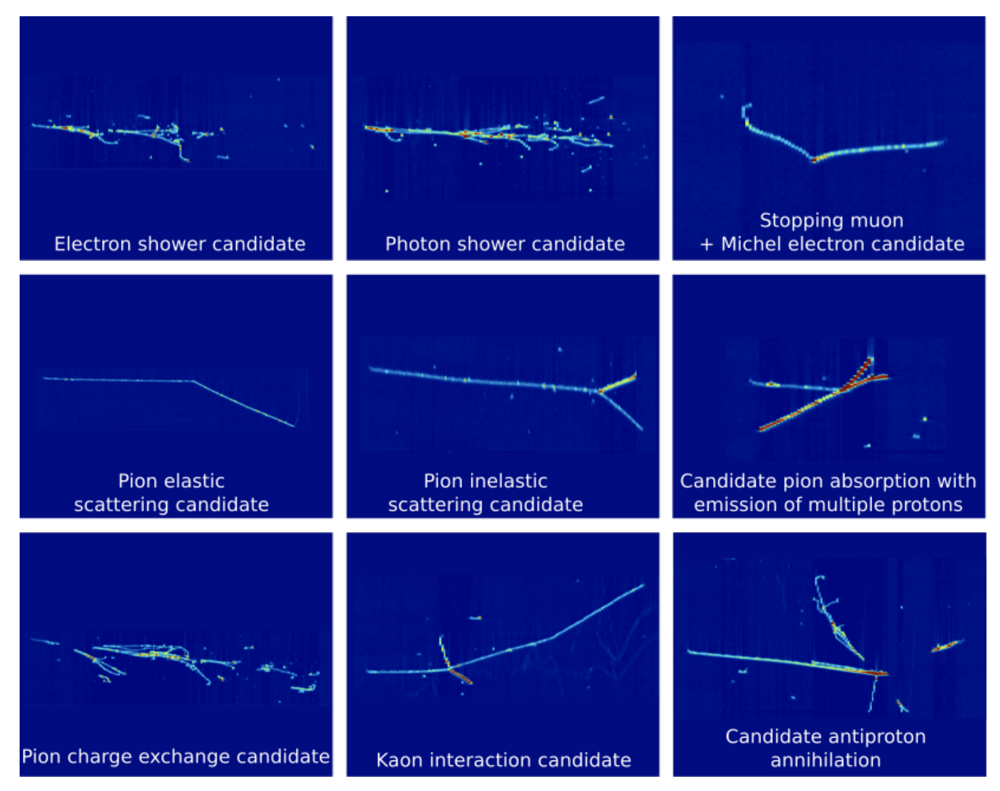 Electron shower candidate
Photon shower candidate
Stopping muon
+ Michel electron candidate
Pion elastic
scattering candidate
Pion inelastic
scattering candidate
Candidate pion absorption with
emission of multiple protons
Pion charge exchange candidate
Kaon interaction candidate
Candidate antiproton
annihilation